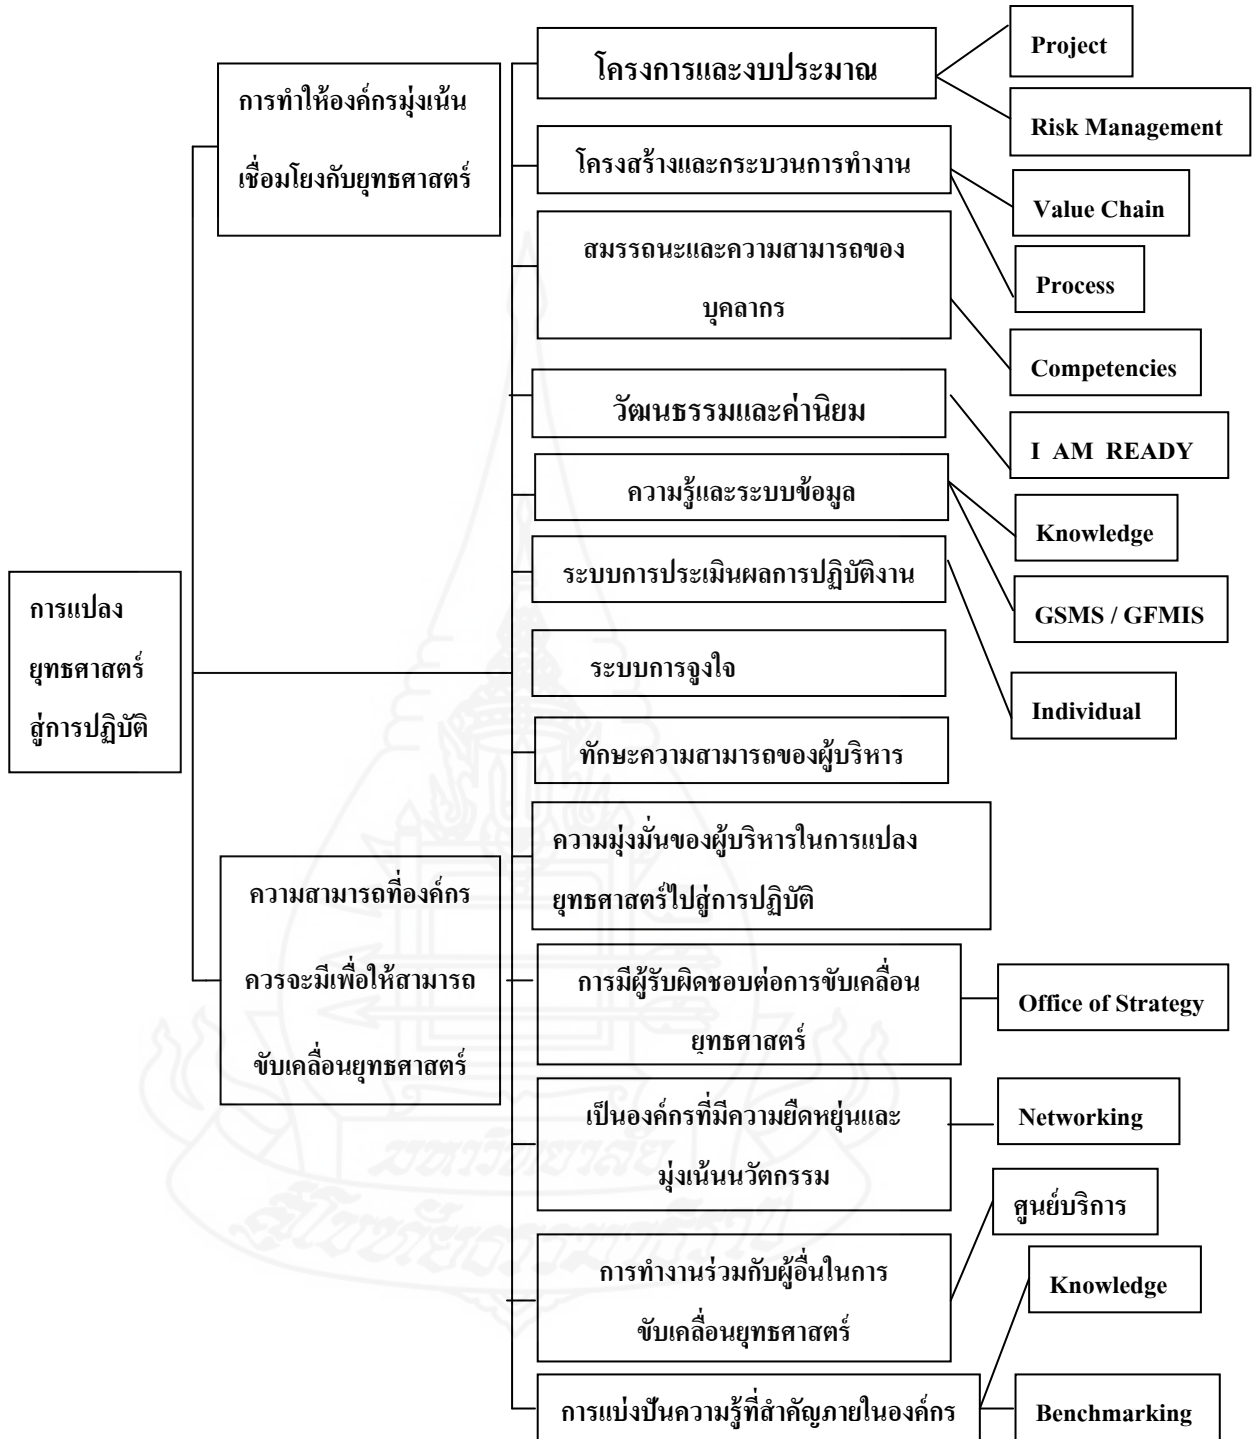 การแปลง
ยุทธศาสตร์
สู่การปฏิบัติ
การทำให้องค์กรมุ่งเน้น
เชื่อมโยงกับยุทธศาสตร์
ความสามารถที่องค์กร
ควรจะมีเพื่อให้สามารถ
ขับเคลื่อนยุทธศาสตร์
โครงการและงบประมาณ
Project
Risk Management
โครงสร้างและกระบวนการทำงาน
Value Chain
Process
สมรรถนะและความสามารถของ
บุคลากร
Competencies
วัฒนธรรมและค่านิยม
I AM READY
ความรู้และระบบข้อมูล
Knowledge
GSMS / GFMIS
ระบบการประเมินผลการปฏิบัติงาน
Individual
ระบบการจูงใจ
ทักษะความสามารถของผู้บริหาร
ความมุ่งมั่นของผู้บริหารในการแปลง
ยุทธศาสตร์ไปสู่การปฏิบัติ
การมีผู้รับผิดชอบต่อการขับเคลื่อน
ยุทธศาสตร์
Office of Strategy
เป็นองค์กรที่มีความยืดหยุ่นและ
มุ่งเน้นนวัตกรรม
Networking
การทำงานร่วมกับผู้อื่นในการ
ขับเคลื่อนยุทธศาสตร์
ศูนย์บริการ
การแบ่งปันความรู้ที่สำคัญภายในองค์กร
Knowledge
Benchmarking
มหาวิทยาลัย
สุโขทัยธรรมาธิราช